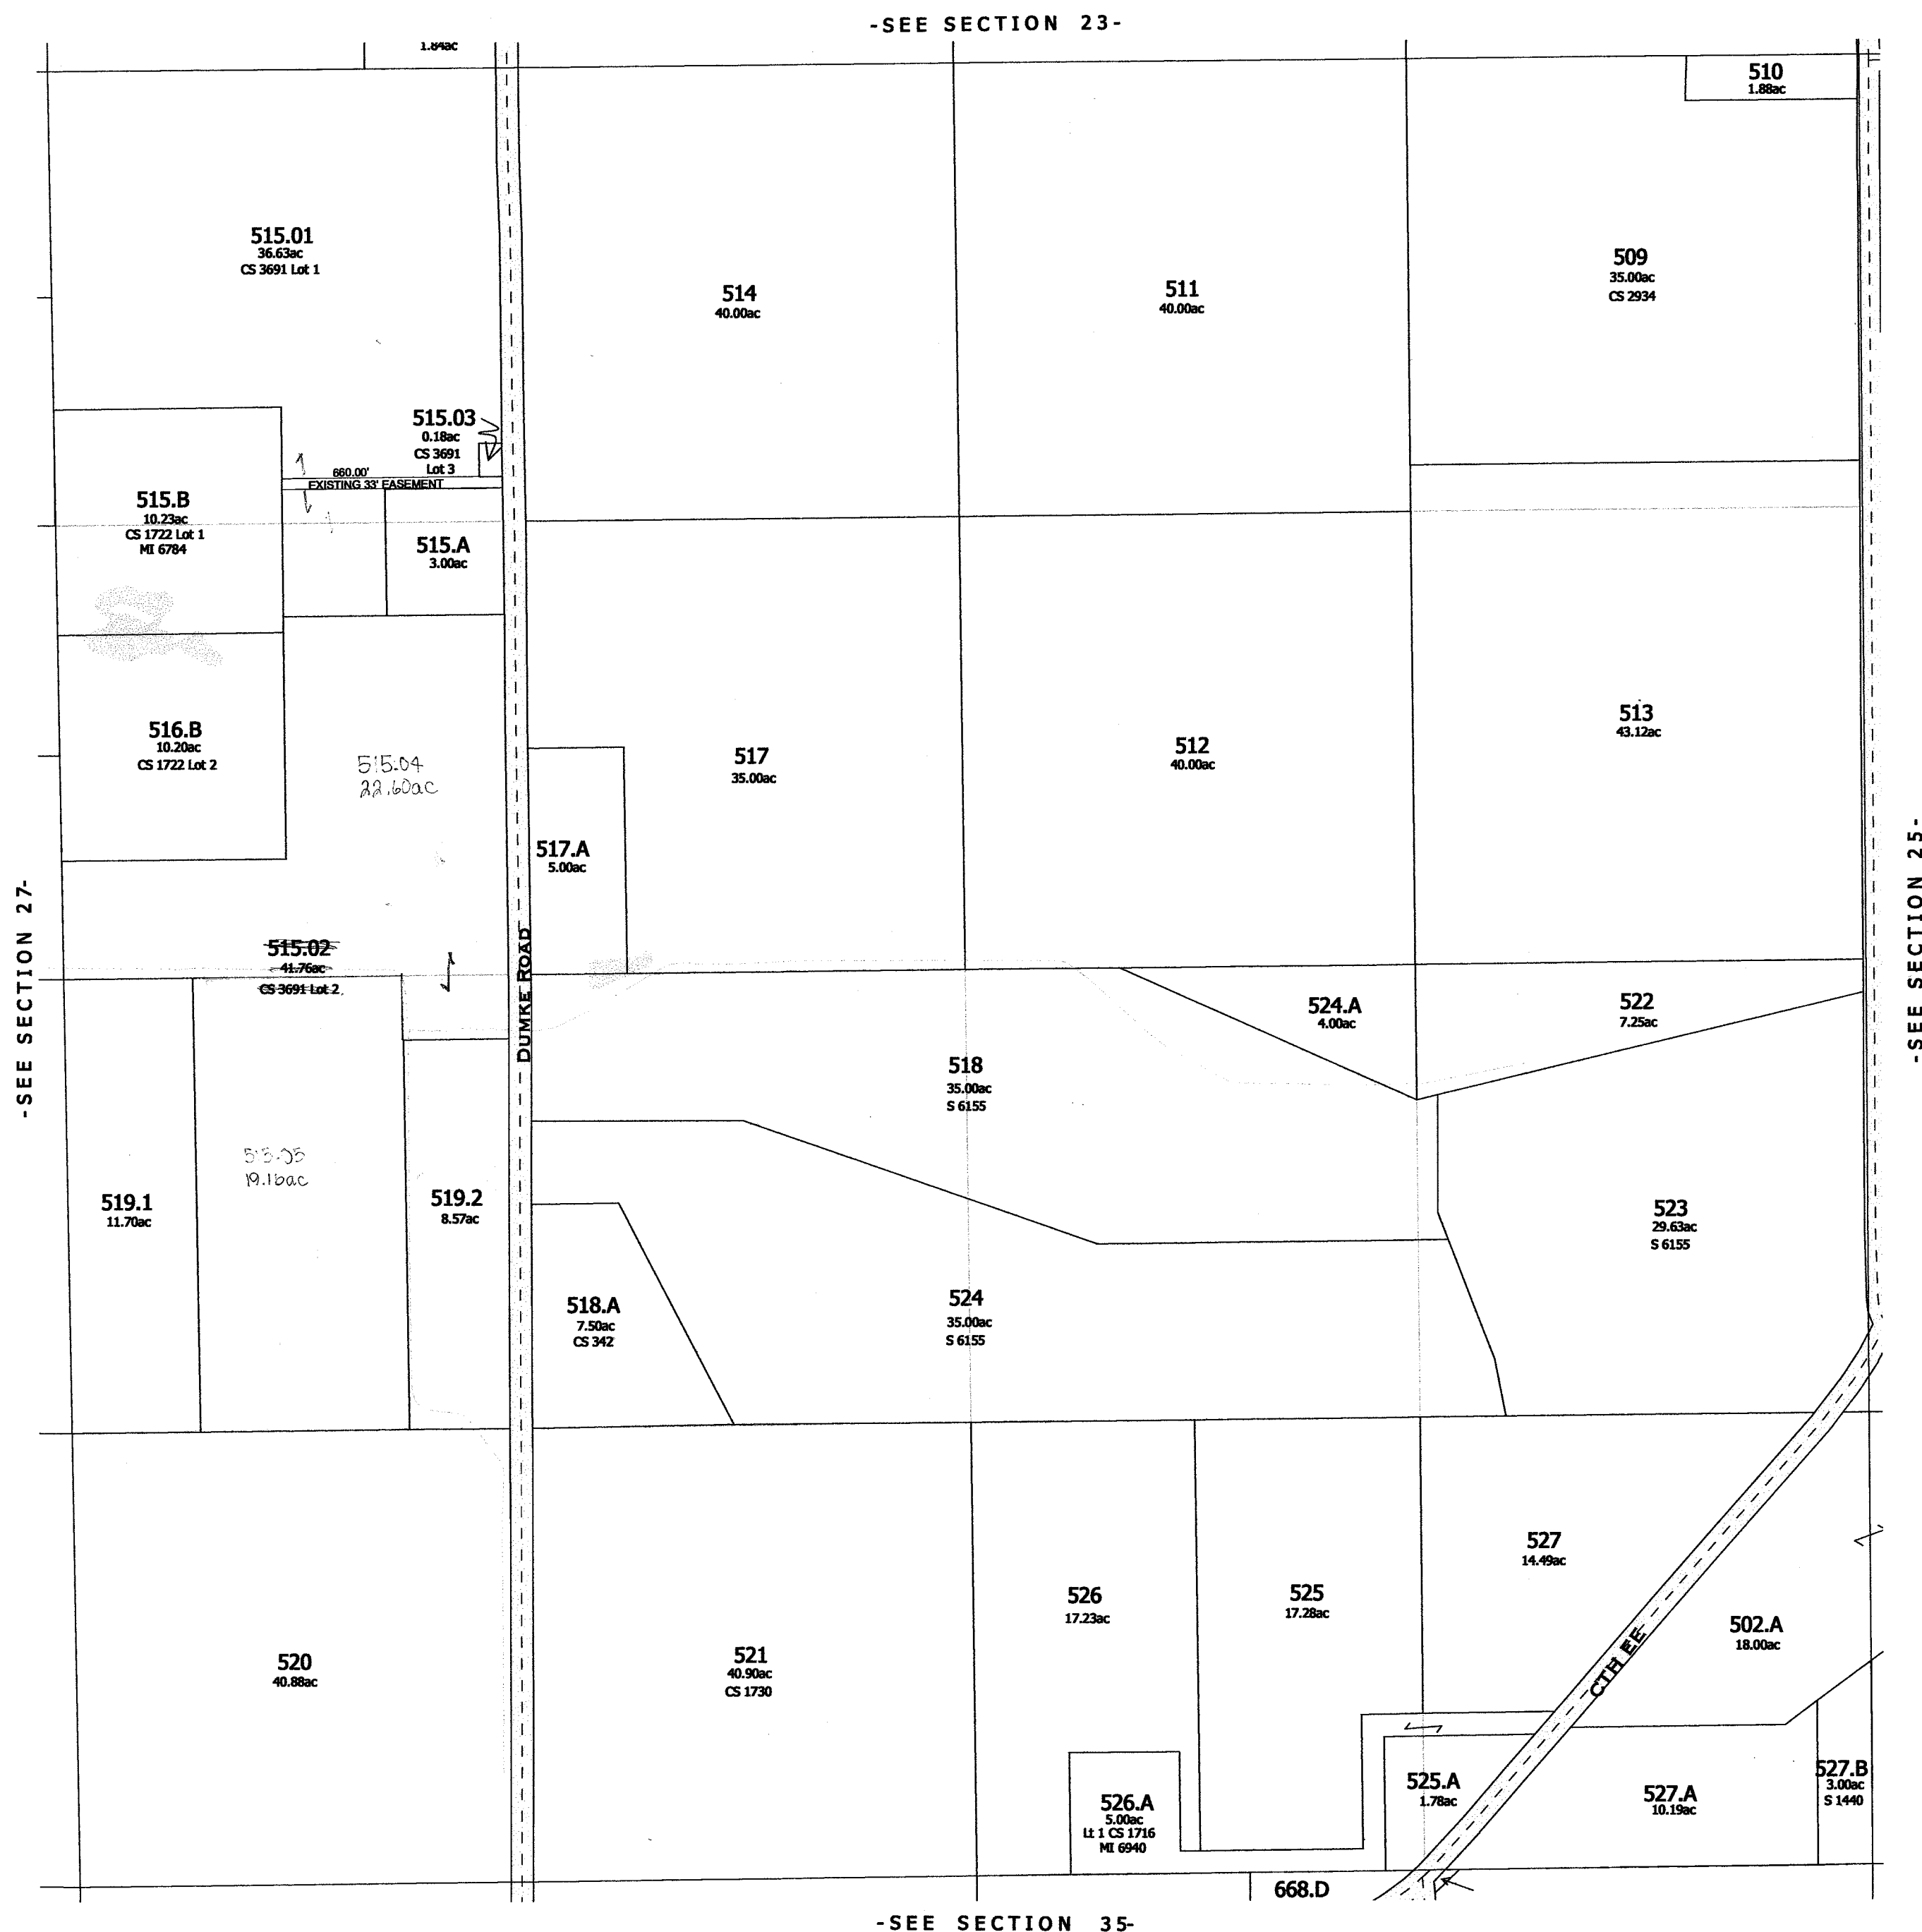 -SEE SECTION 23-
1.84ac
510
1.88ac
515.01
36.63ac
CS 3691 Lot 1
514
40.00ac
511
40.00ac
509
35.00ac
CS 2934
515.03
0.18ac
CS 3691
Lot 3
660.00'
EXISTING 33' EASEMENT
515.B
10.23ac
CS 1722 Lot 1
MI 6784
515.A
3.00ac
516.B
10.20ac
CS 1722 Lot 2
515.04
22.60ac
517
35.00ac
512
40.00ac
513
43.12ac
517.A
5.00ac
-SEE SECTION 27-
-SEE SECTION 25-
515.02
41.76ac
CS 3691 Lot 2
DUMKE ROAD
524.A
4.00ac
522
7.25ac
518
35.00ac
S 6155
19.16ac
519.1
11.70ac
519.2
8.57ac
523
29.63ac
S 6155
518.A
7.50ac
CS 342
524
35.00ac
S 6155
527
14.49ac
526
17.23ac
525
17.28ac
502.A
18.00ac
CTH EE
520
40.88ac
521
40.90ac
CS 1730
526.A
5.00ac
Lt 1 CS 1716
MI 6940
525.A
1.78ac
527.A
10.19ac
527.B
3.00ac
S 1440
668.D
-SEE SECTION 35-